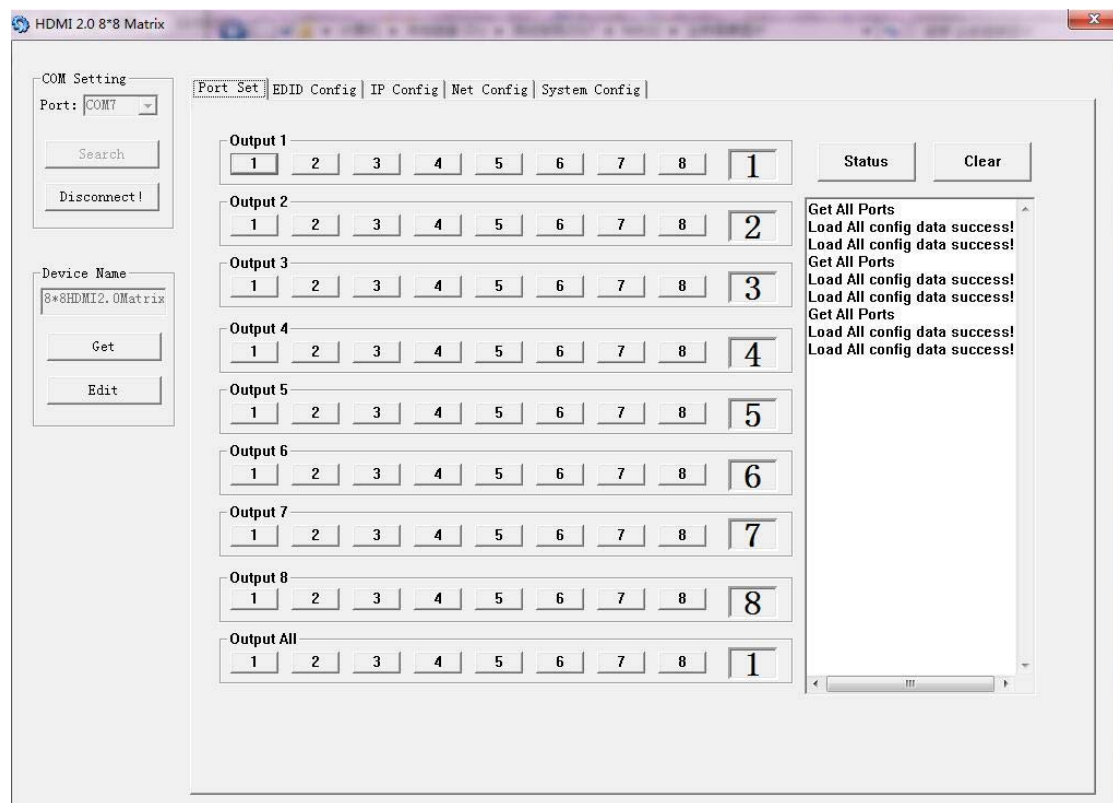 HDMI 2.0 8*8 Matrix
COM Setting
Port: COM7
Search
Disconnect!
Device Name
8*8HDMI2.0Matrix
Get
Edit
Port Set EDID Config IP Config Net Config System Config
Output 1
1 2 3 4 5 6 7 8 1
Output 2
1 2 3 4 5 6 7 8 2
Output 3
1 2 3 4 5 6 7 8 3
Output 4
1 2 3 4 5 6 7 8 4
Output 5
1 2 3 4 5 6 7 8 5
Output 6
1 2 3 4 5 6 7 8 6
Output 7
1 2 3 4 5 6 7 8 7
Output 8
1 2 3 4 5 6 7 8 8
Output All
1 2 3 4 5 6 7 8 1
Status Clear
Get All Ports
Load All config data success!
Load All config data success!
Get All Ports
Load All config data success!
Load All config data success!
Get All Ports
Load All config data success!
Load All config data success!